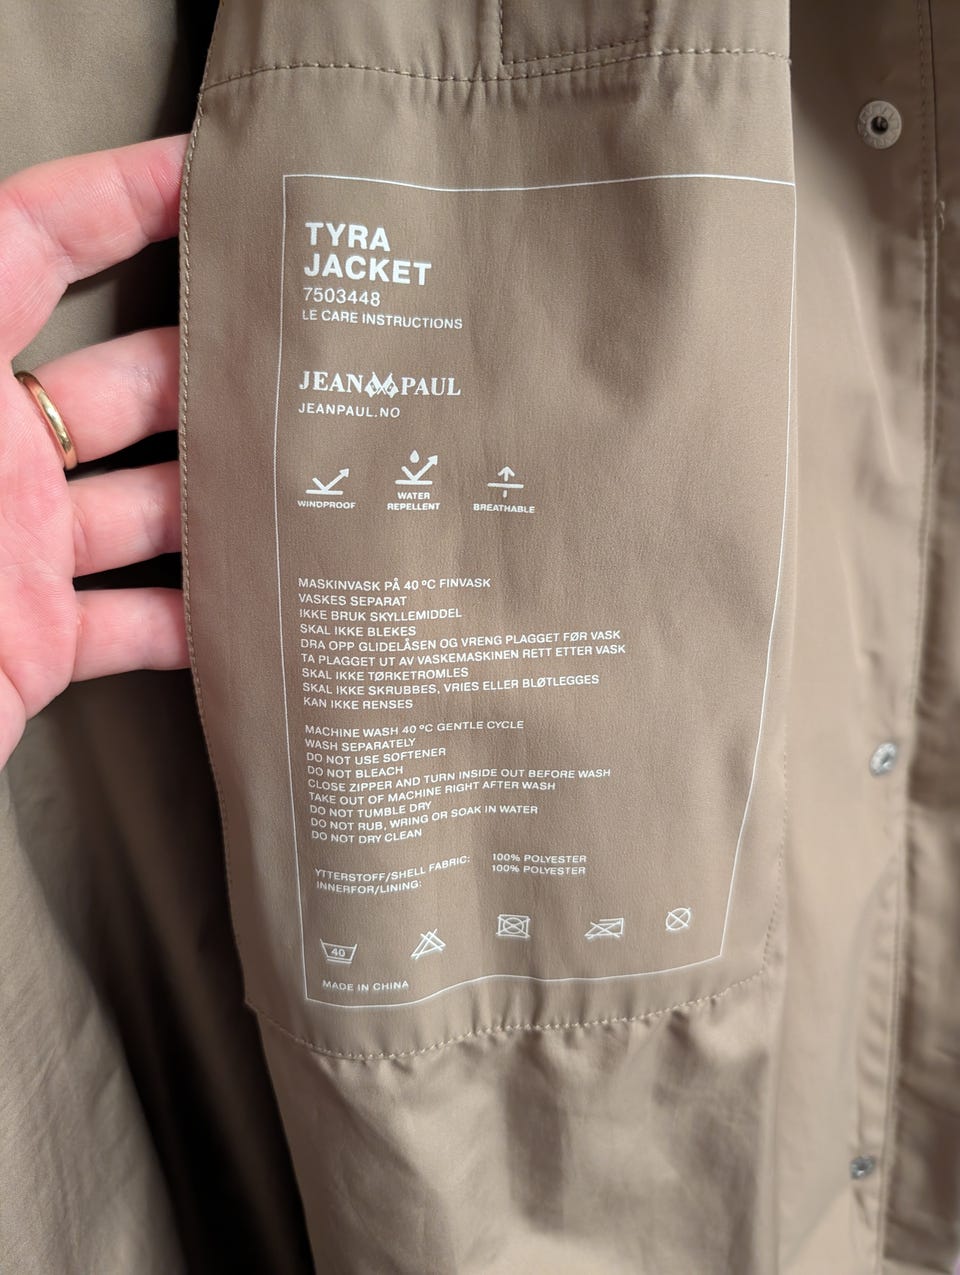 TYRA
JACKET
7503448
LE CARE INSTRUCTIONS
JEAN PAUL
JEANPAUL.NO
WINDPROOF
WATER
REPELLENT
BREATHABLE
MASKINVASK PÅ 40 ºC FINVASK
VASKES SEPARAT
IKKE BRUK SKYLLEMIDDEL
SKAL IKKE BLEKES
DRA OPP GLIDELÅSEN OG VRENG PLAGGET FØR VASK
TA PLAGGET UT AV VASKEMASKINEN RETT ETTER VASK
SKAL IKKE TØRKETROMLES
SKAL IKKE SKRUBBES, VRIES ELLER BLØTLEGGES
KAN IKKE RENSES
MACHINE WASH 40 ºC GENTLE CYCLE
WASH SEPARATELY
DO NOT USE SOFTENER
DO NOT BLEACH
CLOSE ZIPPER AND TURN INSIDE OUT BEFORE WASH
TAKE OUT OF MACHINE RIGHT AFTER WASH
DO NOT TUMBLE DRY
DO NOT RUB, WRING OR SOAK IN WATER
DO NOT DRY CLEAN
YTTERSTOFF/SHELL FABRIC: 100% POLYESTER
INNERFOR/LINING: 100% POLYESTER
40
MADE IN CHINA